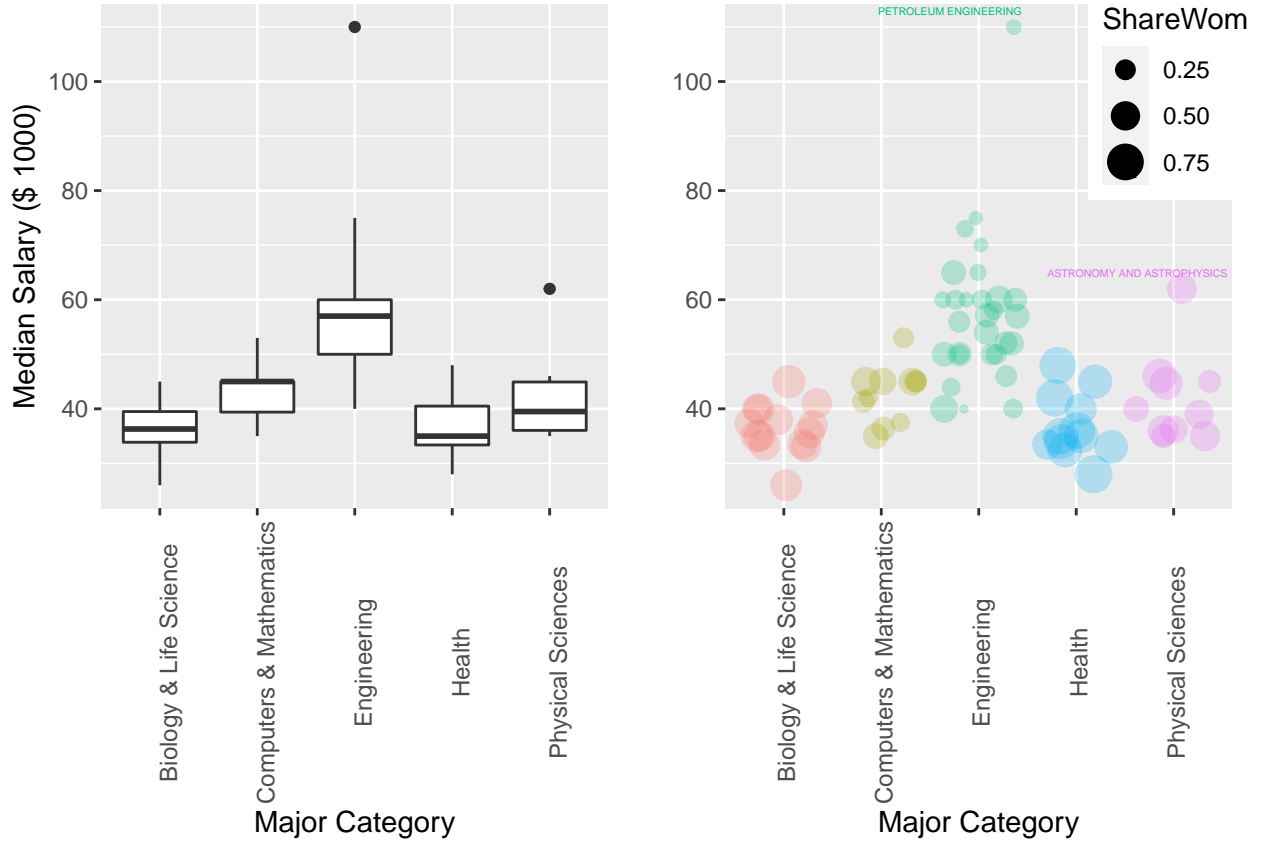 Median Salary ($ 1000)
100
80
60
40
Biology & Life Science
Computers & Mathematics
Engineering
Health
Physical Sciences
Major Category
PETROLEUM ENGINEERING
ASTRONOMY AND ASTROPHYSICS
100
80
60
40
Biology & Life Science
Computers & Mathematics
Engineering
Health
Physical Sciences
Major Category
ShareWom
0.25
0.50
0.75